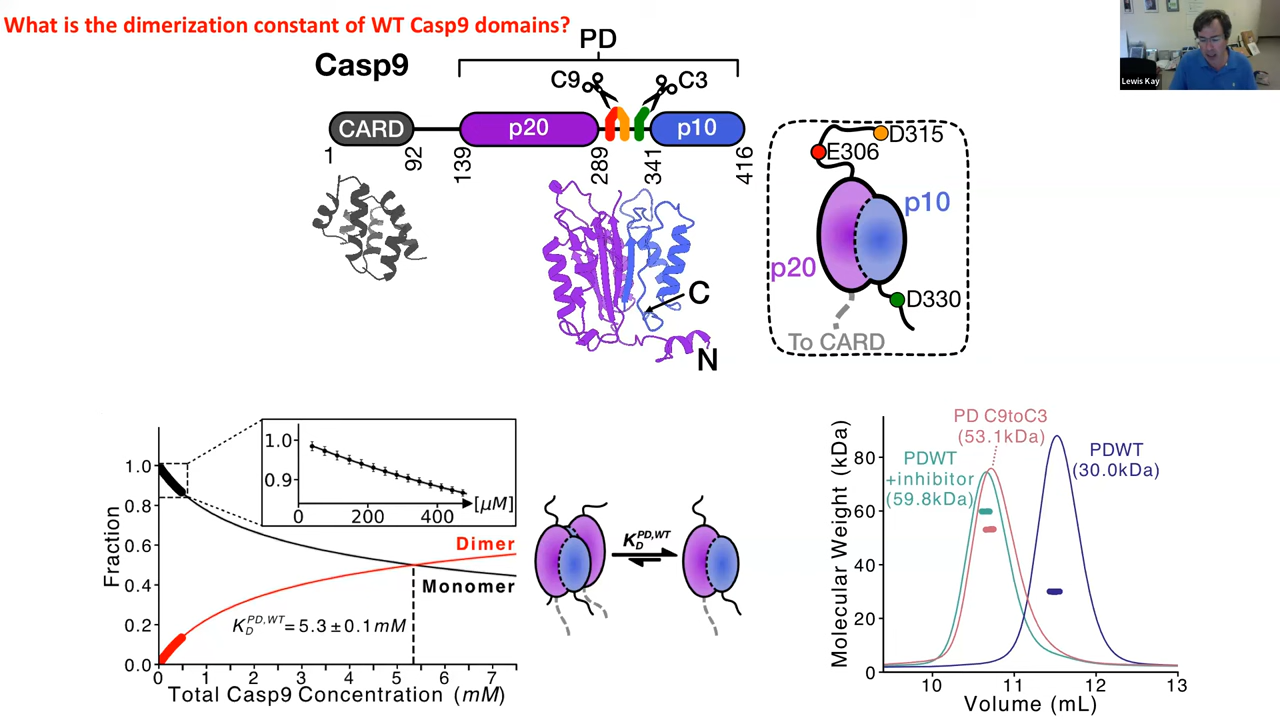 What is the dimerization constant of WT Casp9 domains?
Lewis Kay
PD
Casp9
C9
C3
CARD
p20
p10
1
92
139
289
341
416
D315
E306
p10
p20
D330
To CARD
C
N
Fraction
1.0
0.8
0.6
0.4
0.2
0.0
0 1 2 3 4 5 6 7
Total Casp9 Concentration (mM)
1.0
0.9
0 200 400
[μM]
Dimer
Monomer
K_D^PD,WT = 5.3 ± 0.1 mM
K_D^PD,WT
Molecular Weight (kDa)
80
60
40
20
0
10 11 12 13
Volume (mL)
PD C9toC3
(53.1kDa)
PDWT
+inhibitor
(59.8kDa)
PDWT
(30.0kDa)